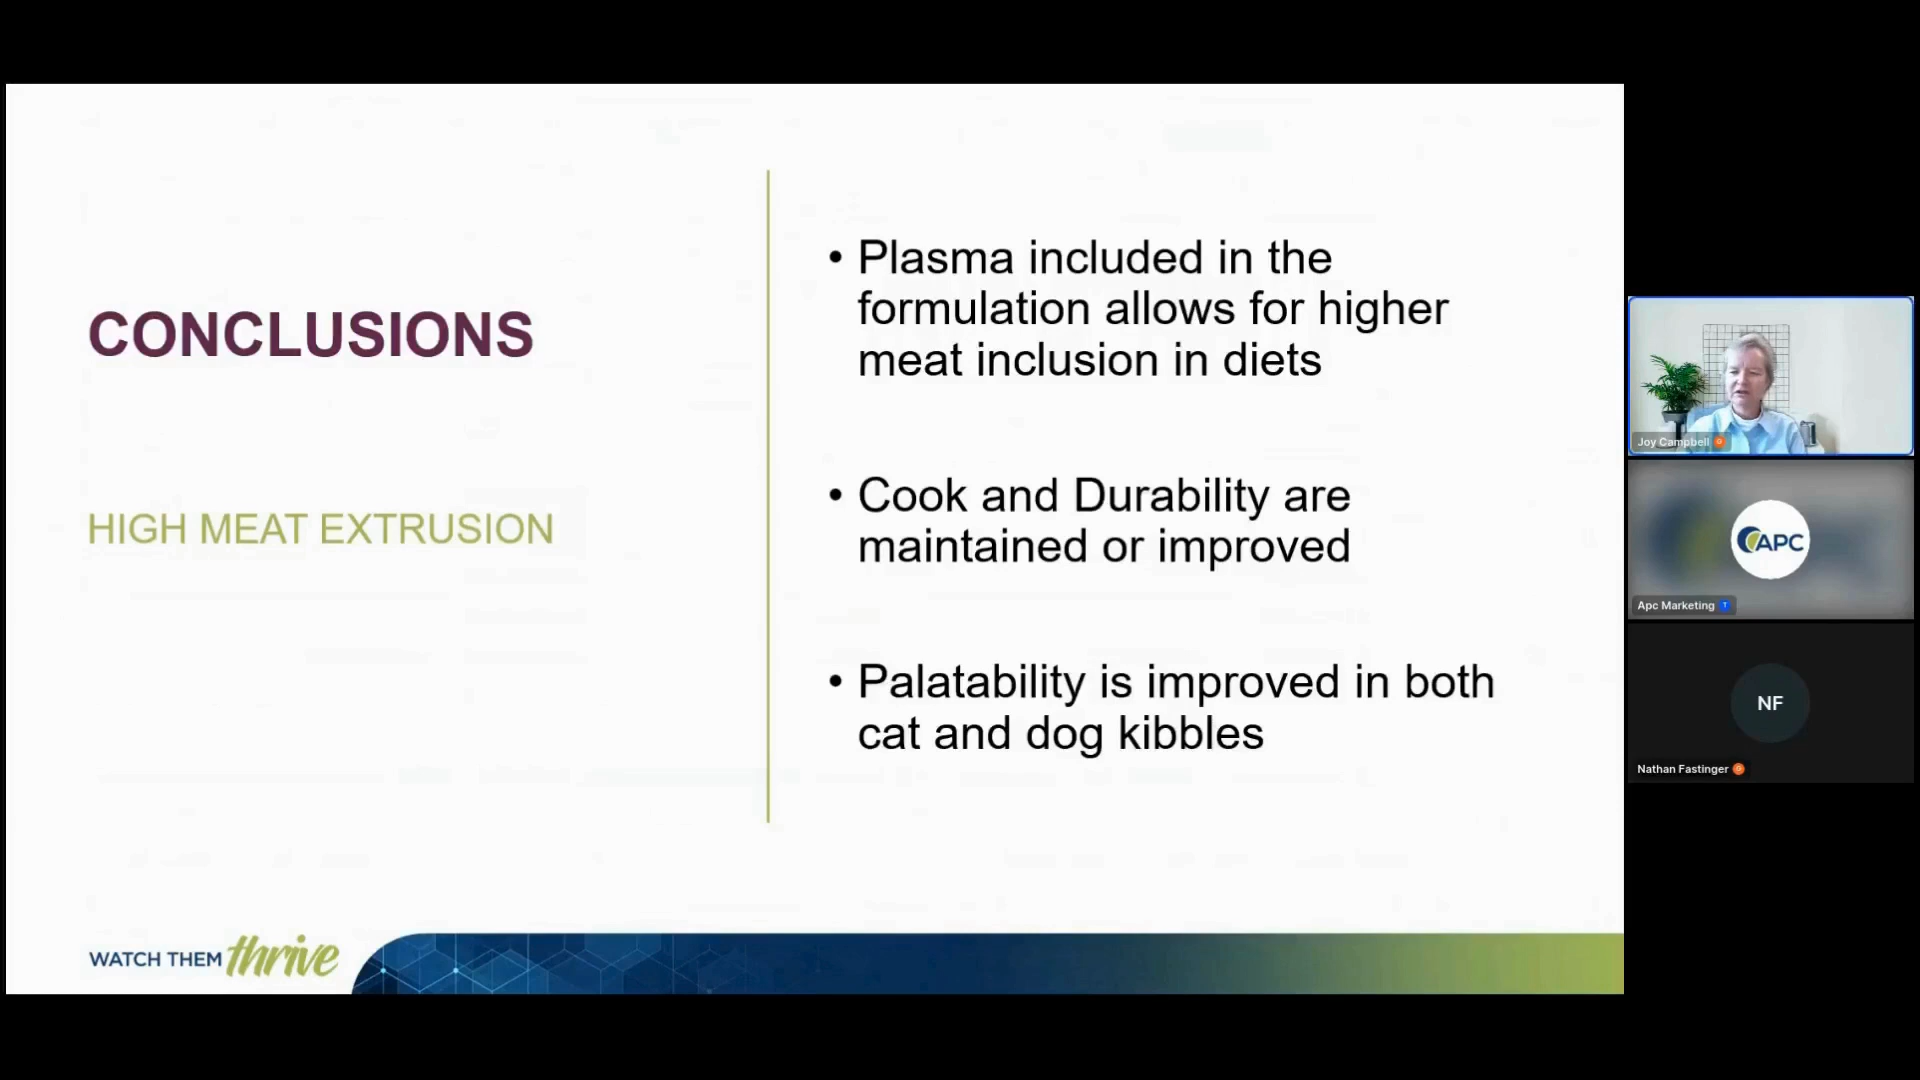 CONCLUSIONS
HIGH MEAT EXTRUSION
• Plasma included in the
formulation allows for higher
meat inclusion in diets
• Cook and Durability are
maintained or improved
• Palatability is improved in both
cat and dog kibbles
WATCH THEM thrive
Joy Campbell G
APC
Apc Marketing T
NF
Nathan Fastinger G